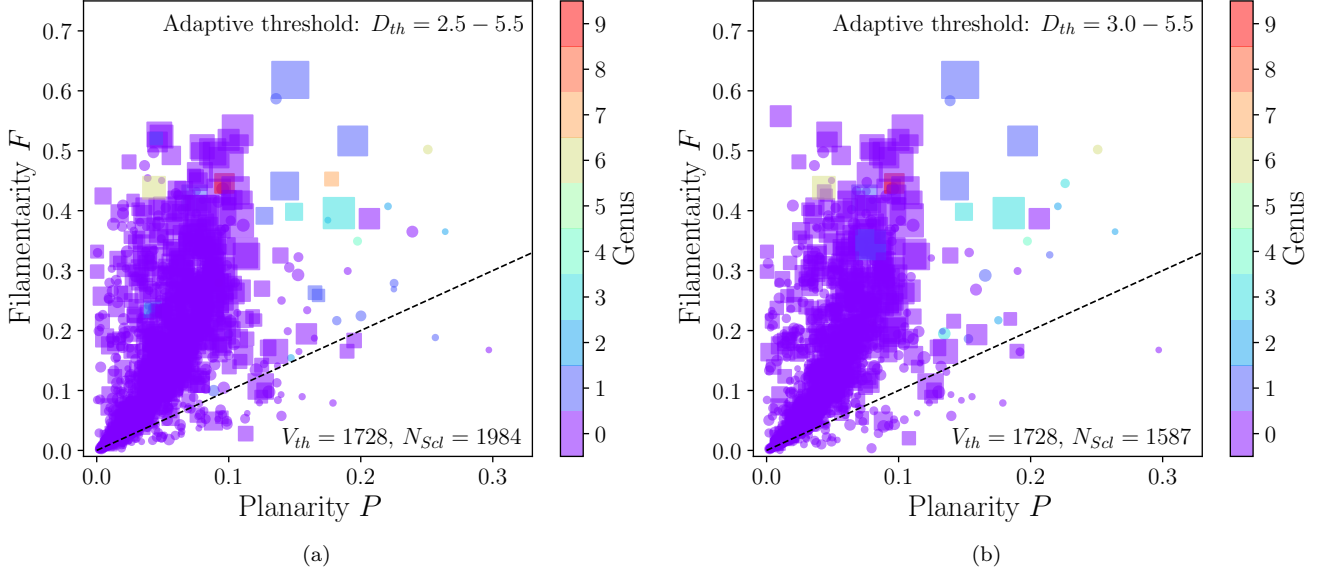 Adaptive threshold: D_th = 2.5 − 5.5
Filamentarity F
0.7
0.6
0.5
0.4
0.3
0.2
0.1
0.0
V_th = 1728, N_Scl = 1984
0.0 0.1 0.2 0.3
Planarity P
9
8
7
6
5
4
3
2
1
0
Genus
(a)
Adaptive threshold: D_th = 3.0 − 5.5
Filamentarity F
0.7
0.6
0.5
0.4
0.3
0.2
0.1
0.0
V_th = 1728, N_Scl = 1587
0.0 0.1 0.2 0.3
Planarity P
9
8
7
6
5
4
3
2
1
0
Genus
(b)